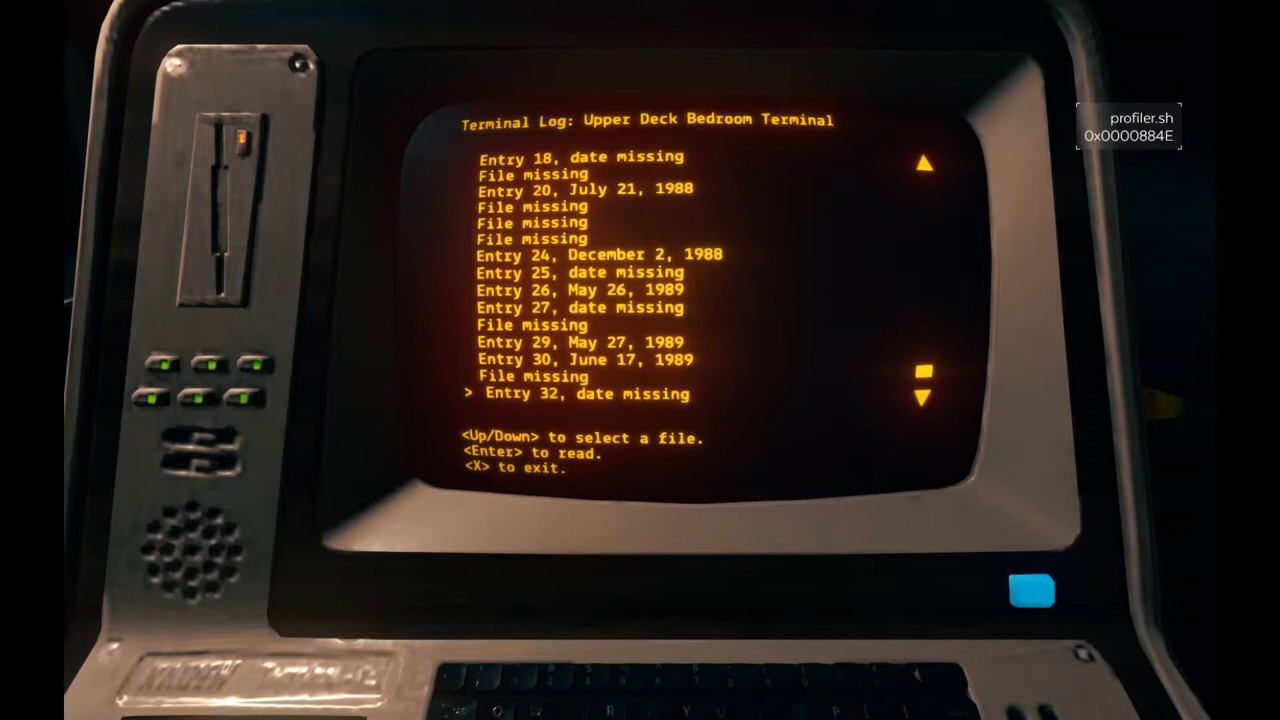 profiler.sh
0x0000884E
Terminal Log: Upper Deck Bedroom Terminal
Entry 18, date missing
File missing
Entry 20, July 21, 1988
File missing
File missing
File missing
Entry 24, December 2, 1988
Entry 25, date missing
Entry 26, May 26, 1989
Entry 27, date missing
File missing
Entry 29, May 27, 1989
Entry 30, June 17, 1989
File missing
> Entry 32, date missing
<Up/Down> to select a file.
<Enter> to read.
<X> to exit.